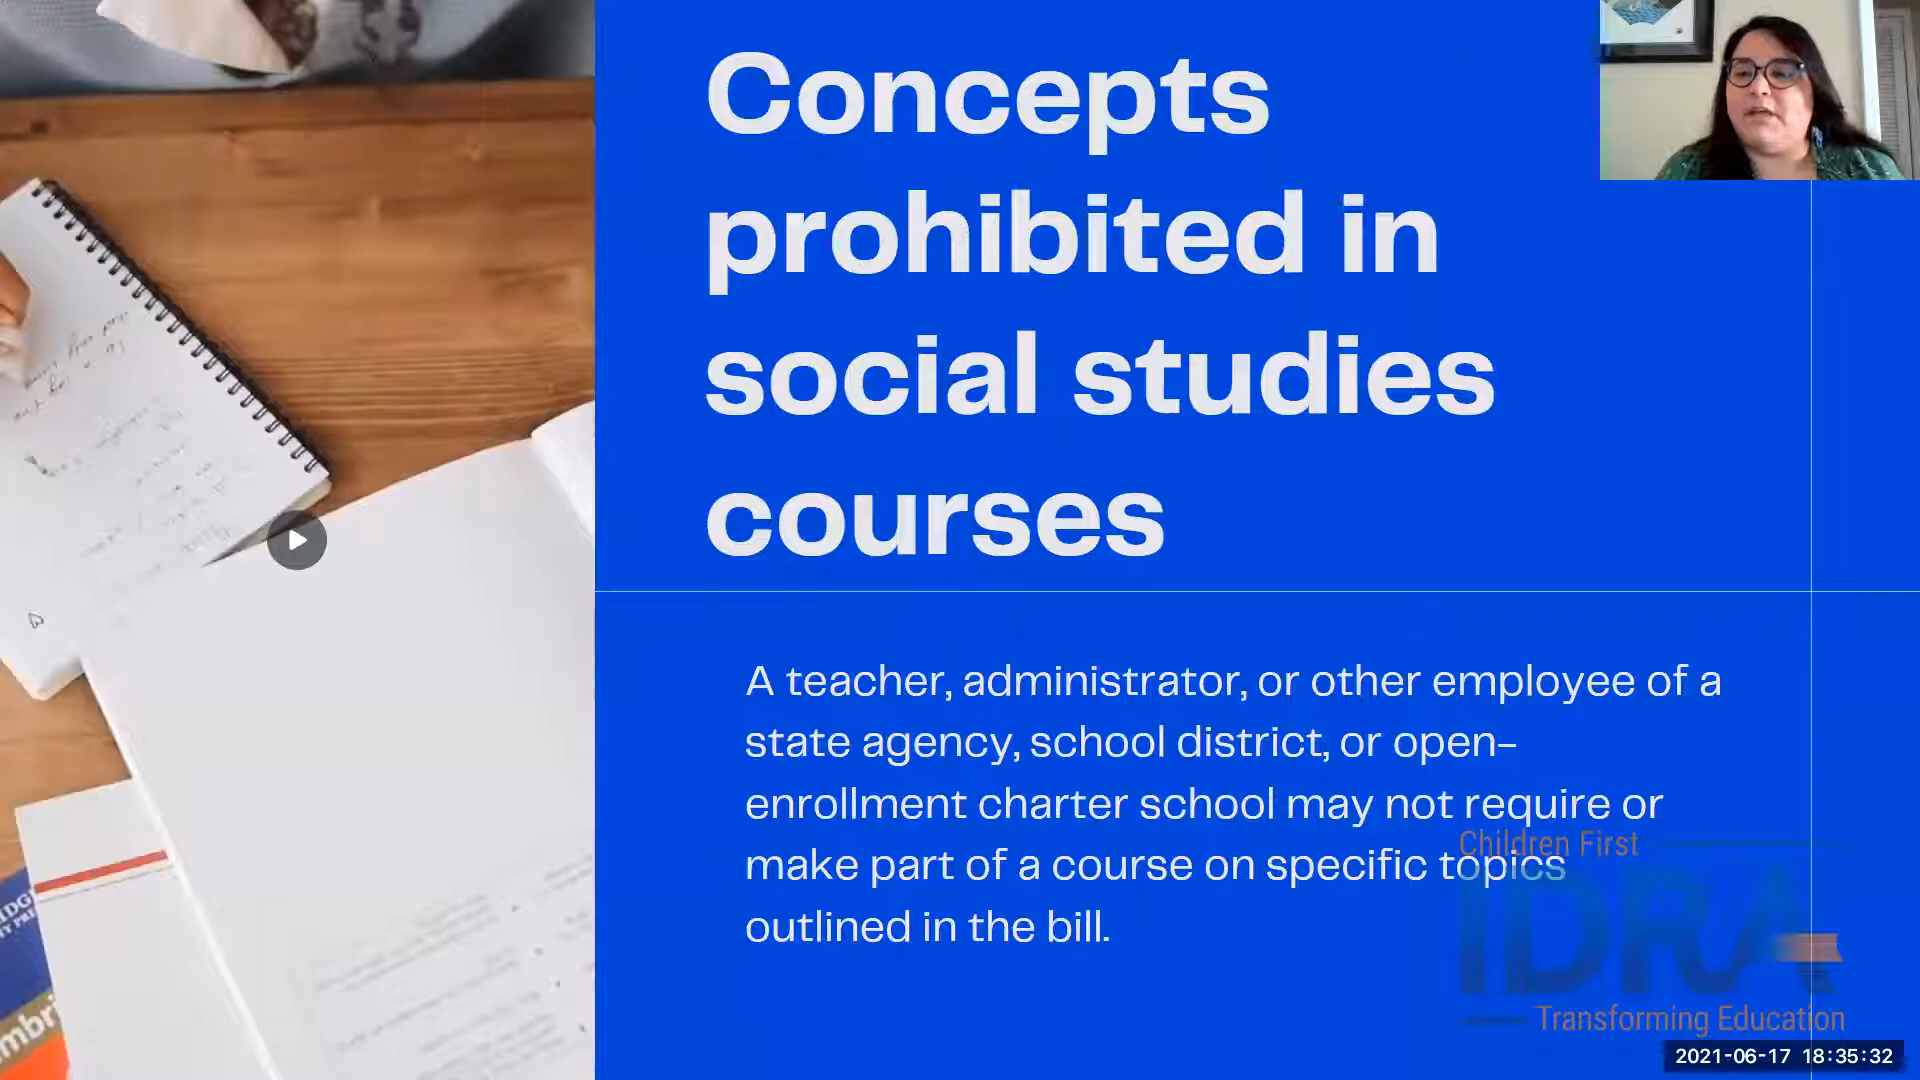 Concepts
prohibited in
social studies
courses
A teacher, administrator, or other employee of a
state agency, school district, or open-
enrollment charter school may not require or
make part of a course on specific topics
outlined in the bill.
Children First
IDRA
Transforming Education
2021-06-17 18:35:32